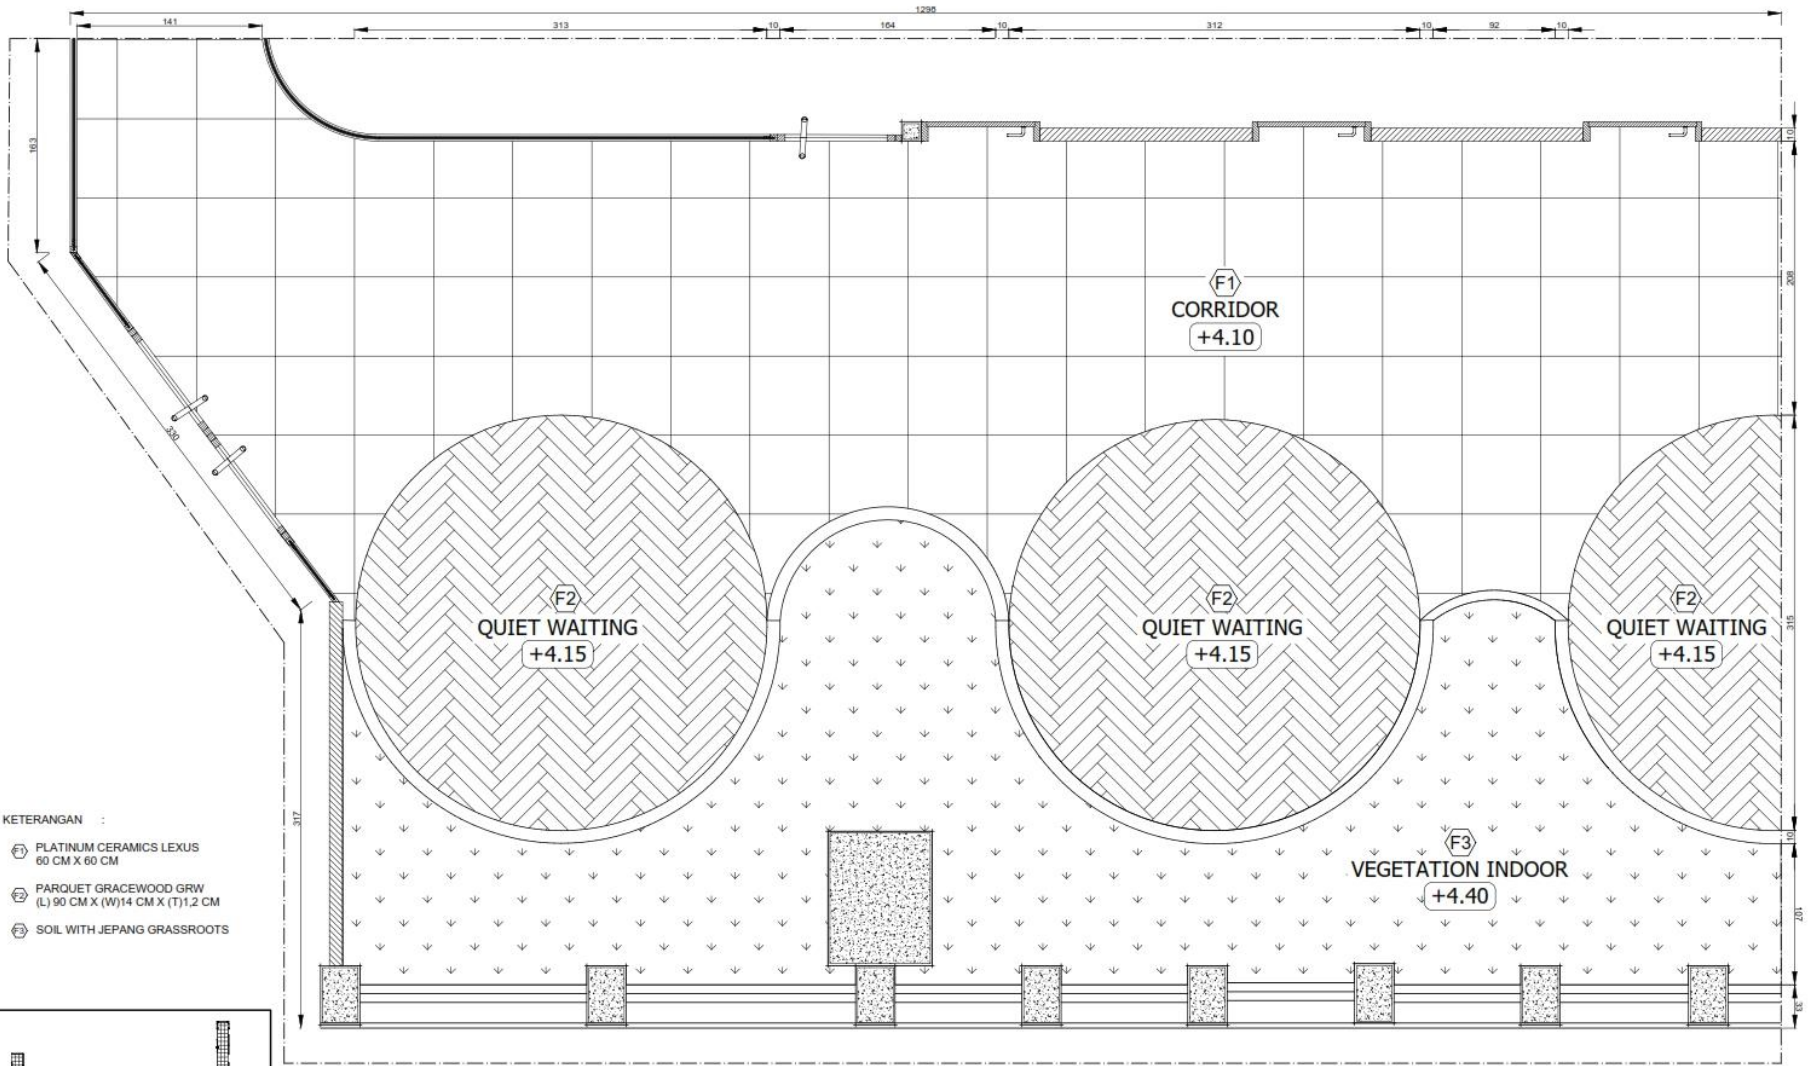 1298
141
313
10
164
10
312
10
92
10
163
10
208
F1
CORRIDOR
+4.10
330
F2
QUIET WAITING
+4.15
F2
QUIET WAITING
+4.15
F2
QUIET WAITING
+4.15
315
317
10
KETERANGAN :
F1 PLATINUM CERAMICS LEXUS
60 CM X 60 CM
F2 PARQUET GRACEWOOD GRW
(L) 90 CM X (W)14 CM X (T)1,2 CM
F3 SOIL WITH JEPANG GRASSROOTS
F3
VEGETATION INDOOR
+4.40
107
33